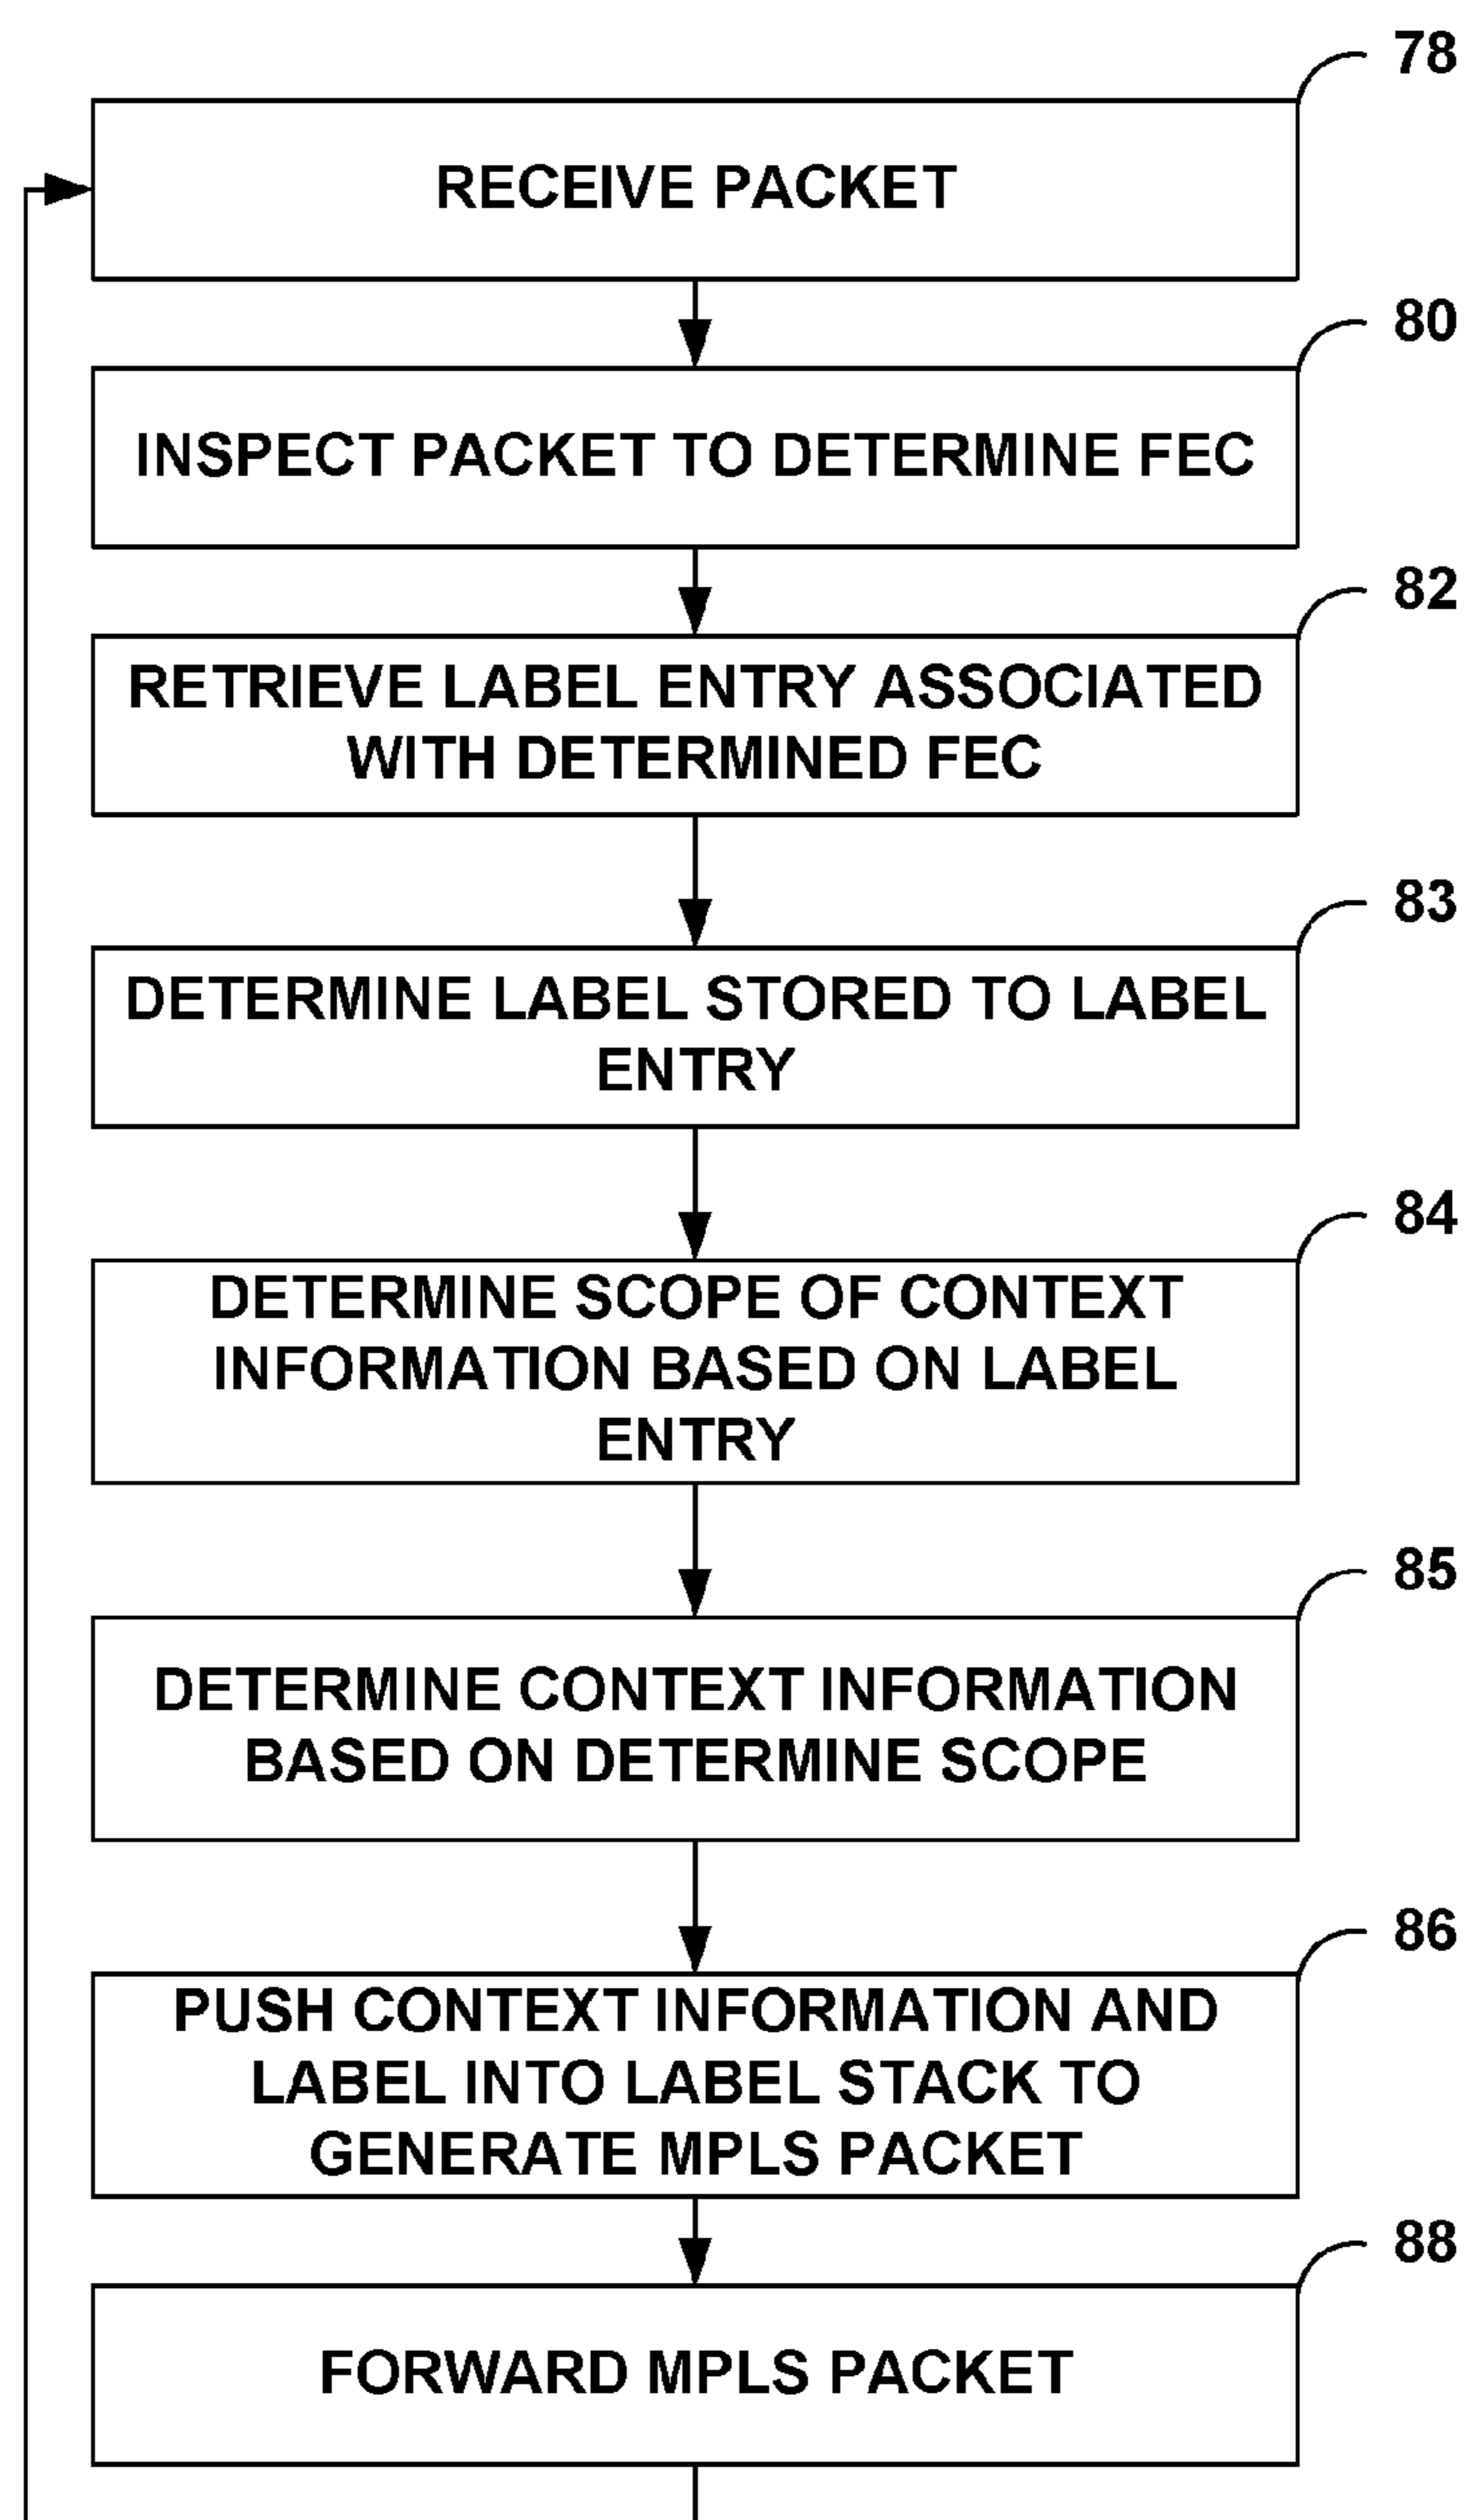 78
RECEIVE PACKET
80
INSPECT PACKET TO DETERMINE FEC
82
RETRIEVE LABEL ENTRY ASSOCIATED
WITH DETERMINED FEC
83
DETERMINE LABEL STORED TO LABEL
ENTRY
84
DETERMINE SCOPE OF CONTEXT
INFORMATION BASED ON LABEL
ENTRY
85
DETERMINE CONTEXT INFORMATION
BASED ON DETERMINE SCOPE
86
PUSH CONTEXT INFORMATION AND
LABEL INTO LABEL STACK TO
GENERATE MPLS PACKET
88
FORWARD MPLS PACKET